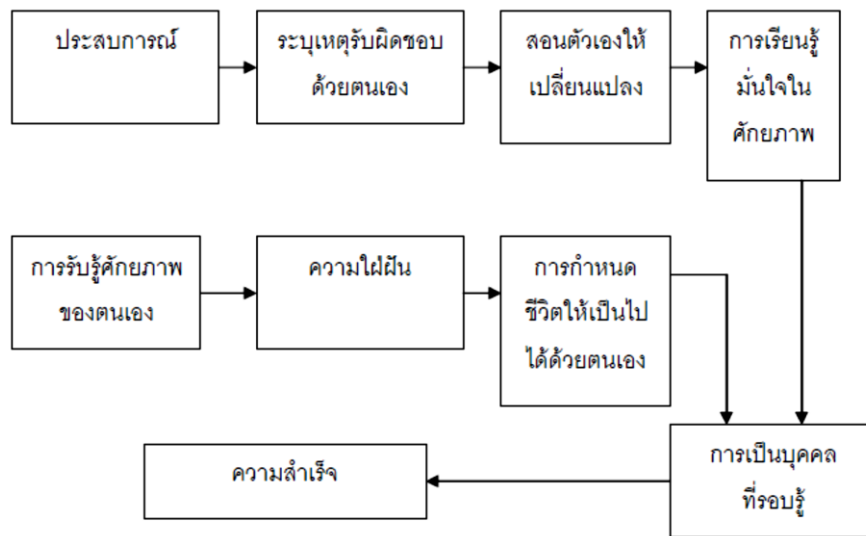 ประสบการณ์
ระบุเหตุรับผิดชอบ
ด้วยตนเอง
สอนตัวเองให้
เปลี่ยนแปลง
การเรียนรู้
มั่นใจใน
ศักยภาพ
การรับรู้ศักยภาพ
ของตนเอง
ความใฝ่ฝัน
การกำหนด
ชีวิตให้เป็นไป
ได้ด้วยตนเอง
การเป็นบุคคล
ที่รอบรู้
ความสำเร็จ